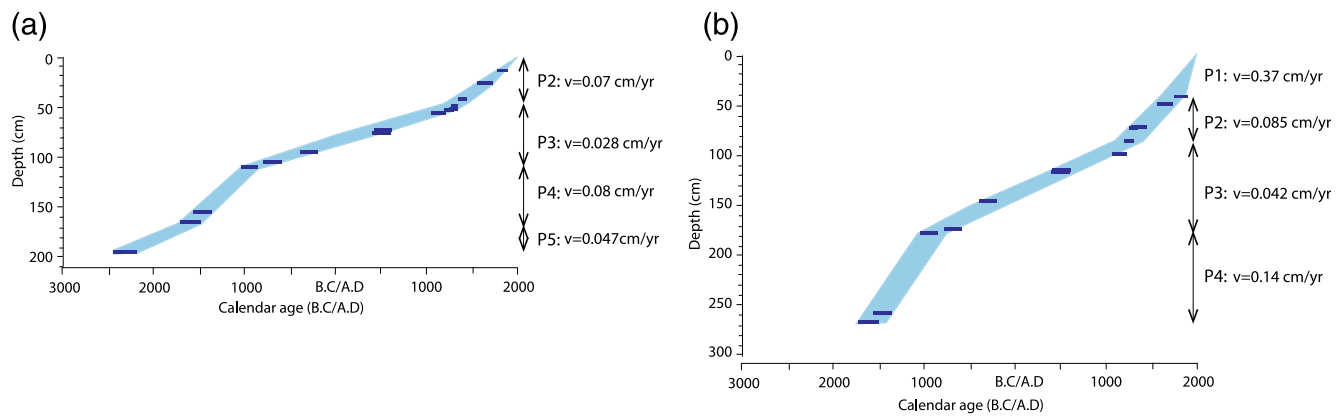 (a)
0
50
100
150
200
Depth (cm)
3000
2000
1000
B.C/A.D
1000
2000
Calendar age (B.C/A.D)
P2: v=0.07 cm/yr
P3: v=0.028 cm/yr
P4: v=0.08 cm/yr
P5: v=0.047cm/yr
(b)
0
50
100
150
200
250
300
Depth (cm)
3000
2000
1000
B.C/A.D
1000
2000
Calendar age (B.C/A.D)
P1: v=0.37 cm/yr
P2: v=0.085 cm/yr
P3: v=0.042 cm/yr
P4: v=0.14 cm/yr